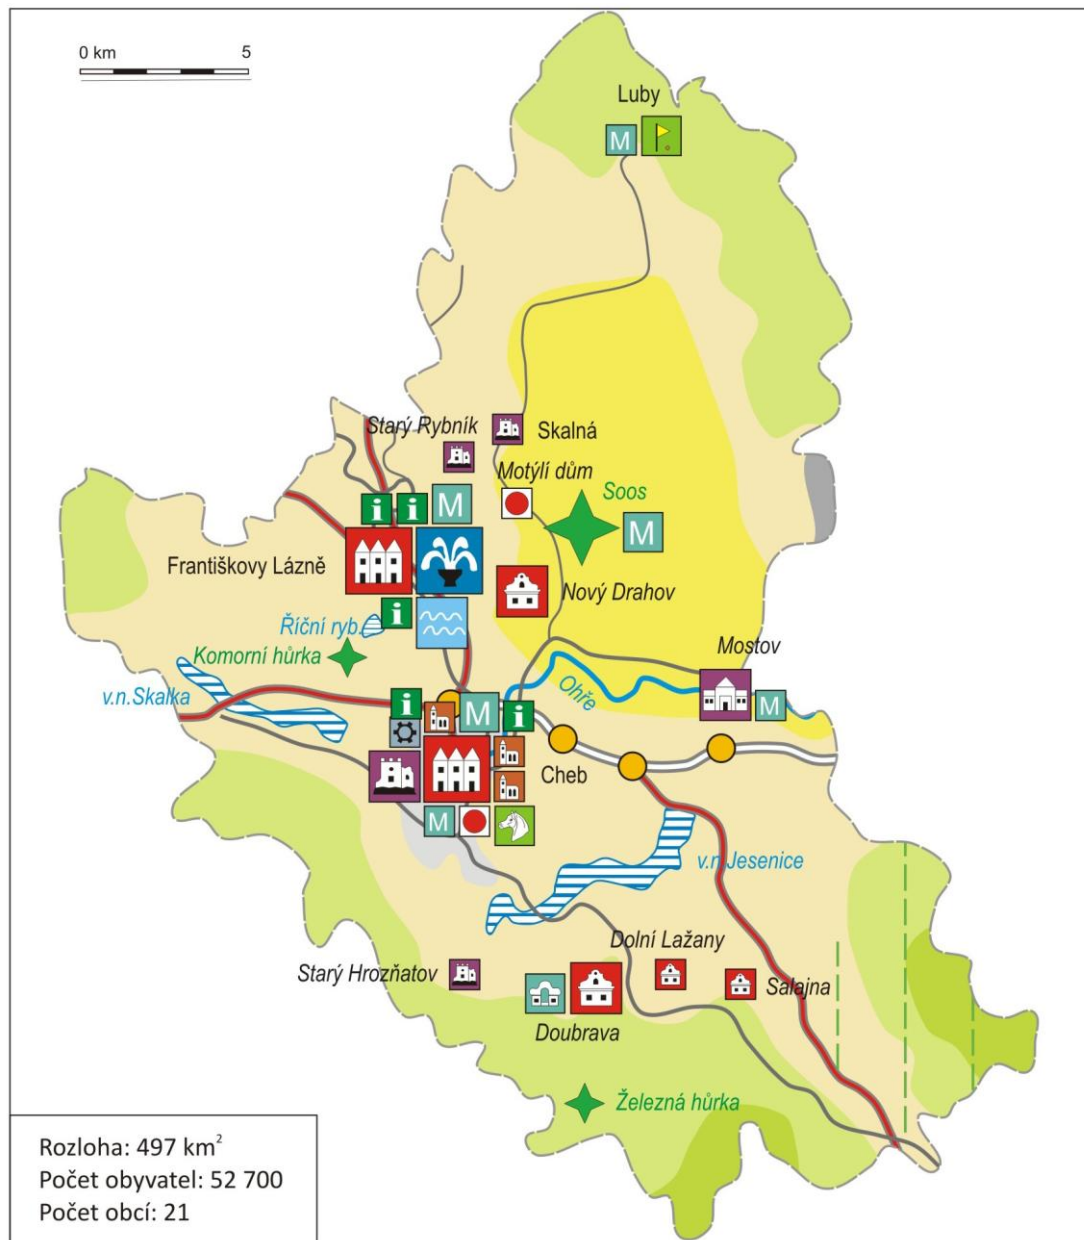 0 km 5
Luby
M
Starý Rybník
Skalná
Motýlí dům
Soos
i i M
M
Františkovy Lázně
Nový Drahov
i
Říční ryb.
Mostov
Komorní hůrka
v.n.Skalka
Ohře
M
i M i
Cheb
M
v.n.Jesenice
Dolní Lažany
Starý Hrozňatov
Salajna
Doubrava
Železná hůrka
Rozloha: 497 km²
Počet obyvatel: 52 700
Počet obcí: 21